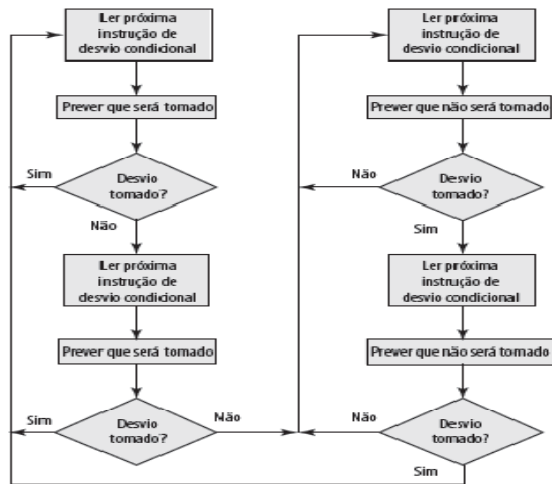 Ler próxima
instrução de
desvio condicional
Prever que será tomado
Desvio
tomado?
Sim
Não
Ler próxima
instrução de
desvio condicional
Prever que será tomado
Desvio
tomado?
Sim
Não
Ler próxima
instrução de
desvio condicional
Prever que não será tomado
Desvio
tomado?
Não
Sim
Ler próxima
instrução de
desvio condicional
Prever que não será tomado
Desvio
tomado?
Não
Sim